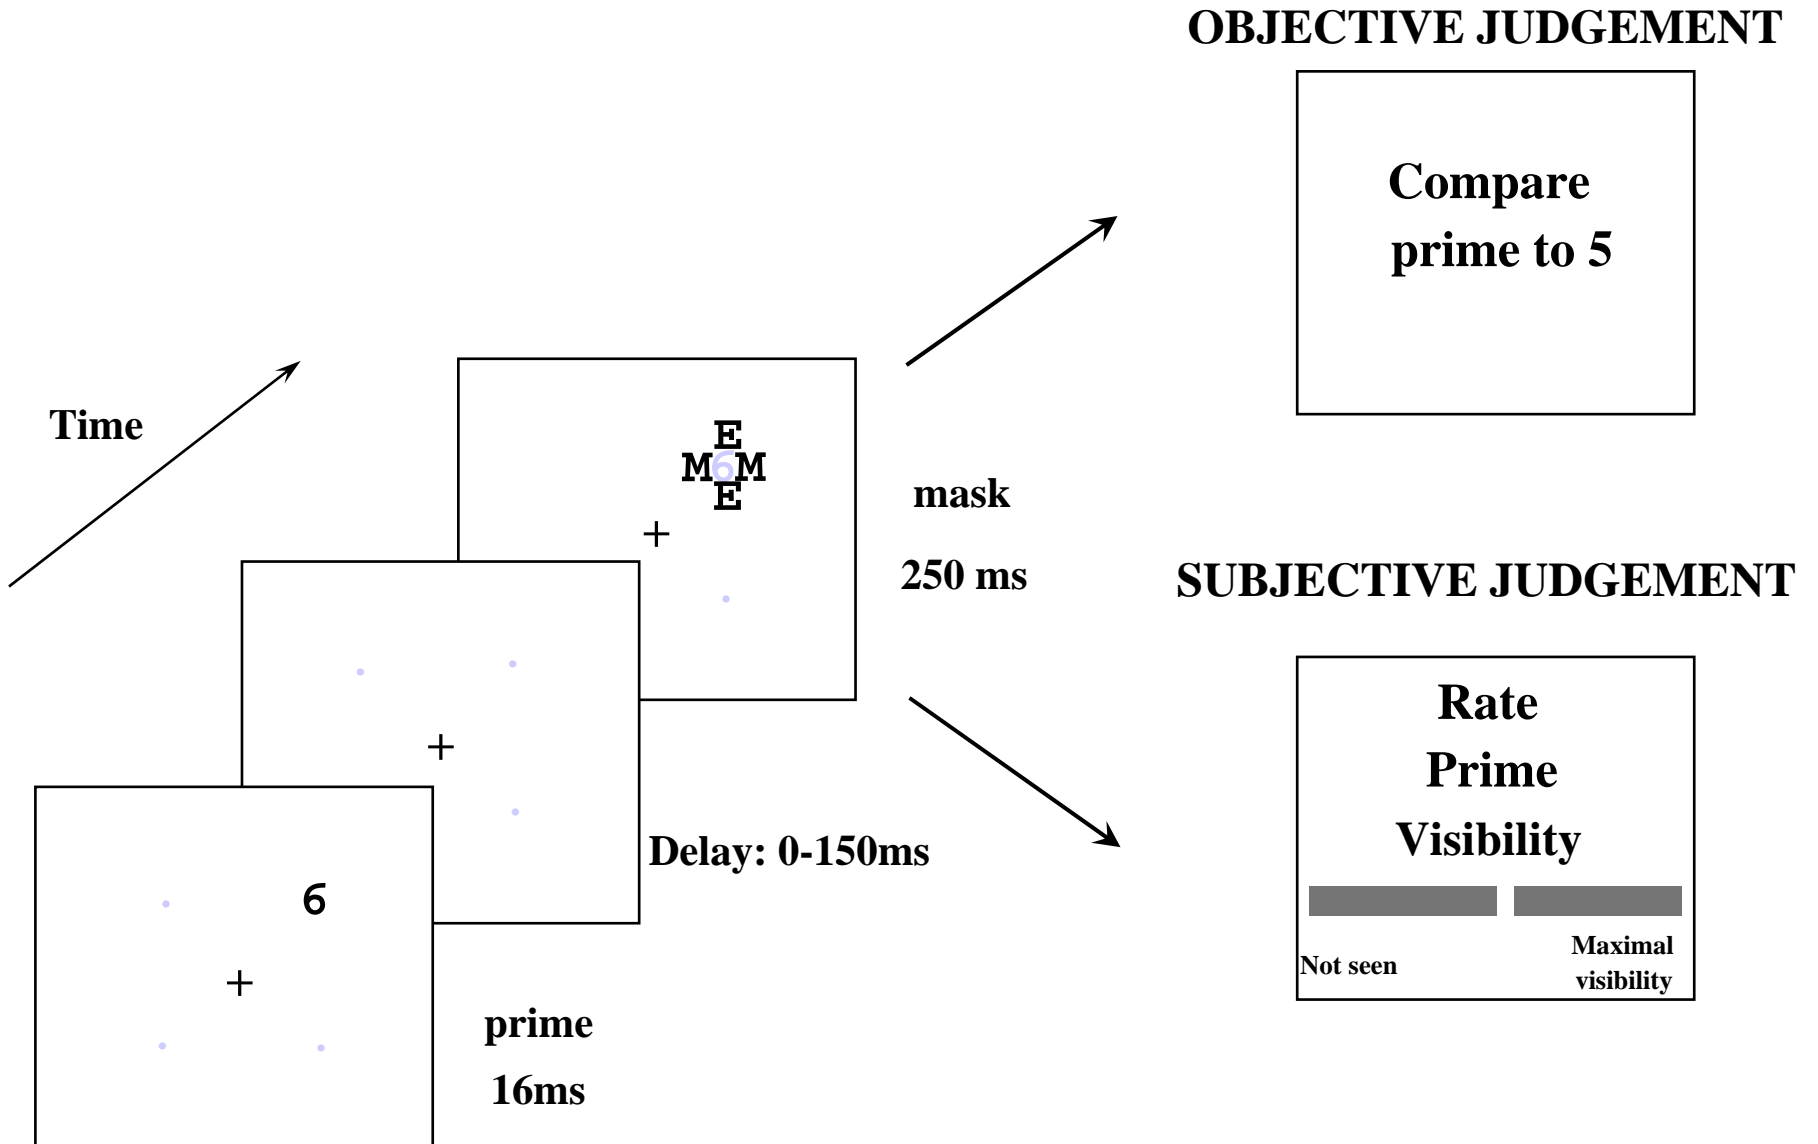 OBJECTIVE JUDGEMENT
Compare
prime to 5
Time
E
M6M
E
mask
250 ms
SUBJECTIVE JUDGEMENT
Rate
Prime
Visibility
Not seen
Maximal
visibility
Delay: 0-150ms
6
prime
16ms